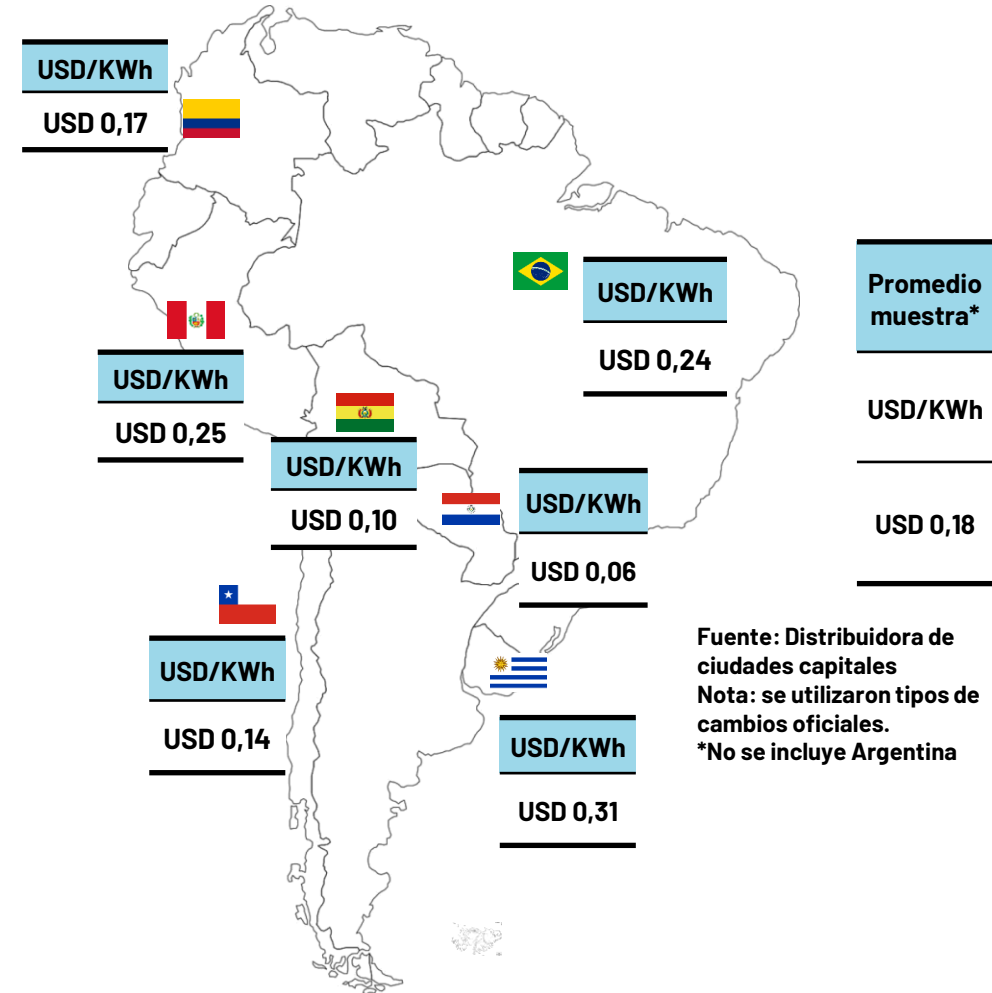 USD/KWh
USD 0,17
USD/KWh
USD 0,24
Promedio
muestra*
USD/KWh
USD 0,18
USD/KWh
USD 0,25
USD/KWh
USD 0,10
USD/KWh
USD 0,06
USD/KWh
USD 0,14
USD/KWh
USD 0,31
Fuente: Distribuidora de
ciudades capitales
Nota: se utilizaron tipos de
cambios oficiales.
*No se incluye Argentina